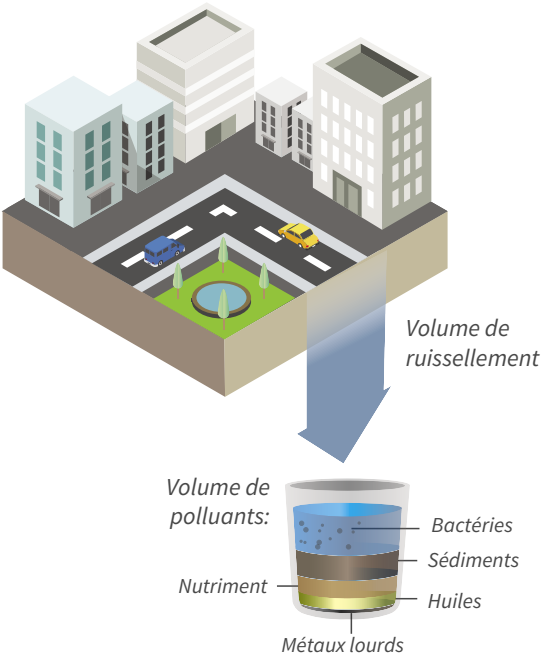 Volume de
ruissellement
Volume de
polluants:
Bactéries
Sédiments
Nutriment
Huiles
Métaux lourds